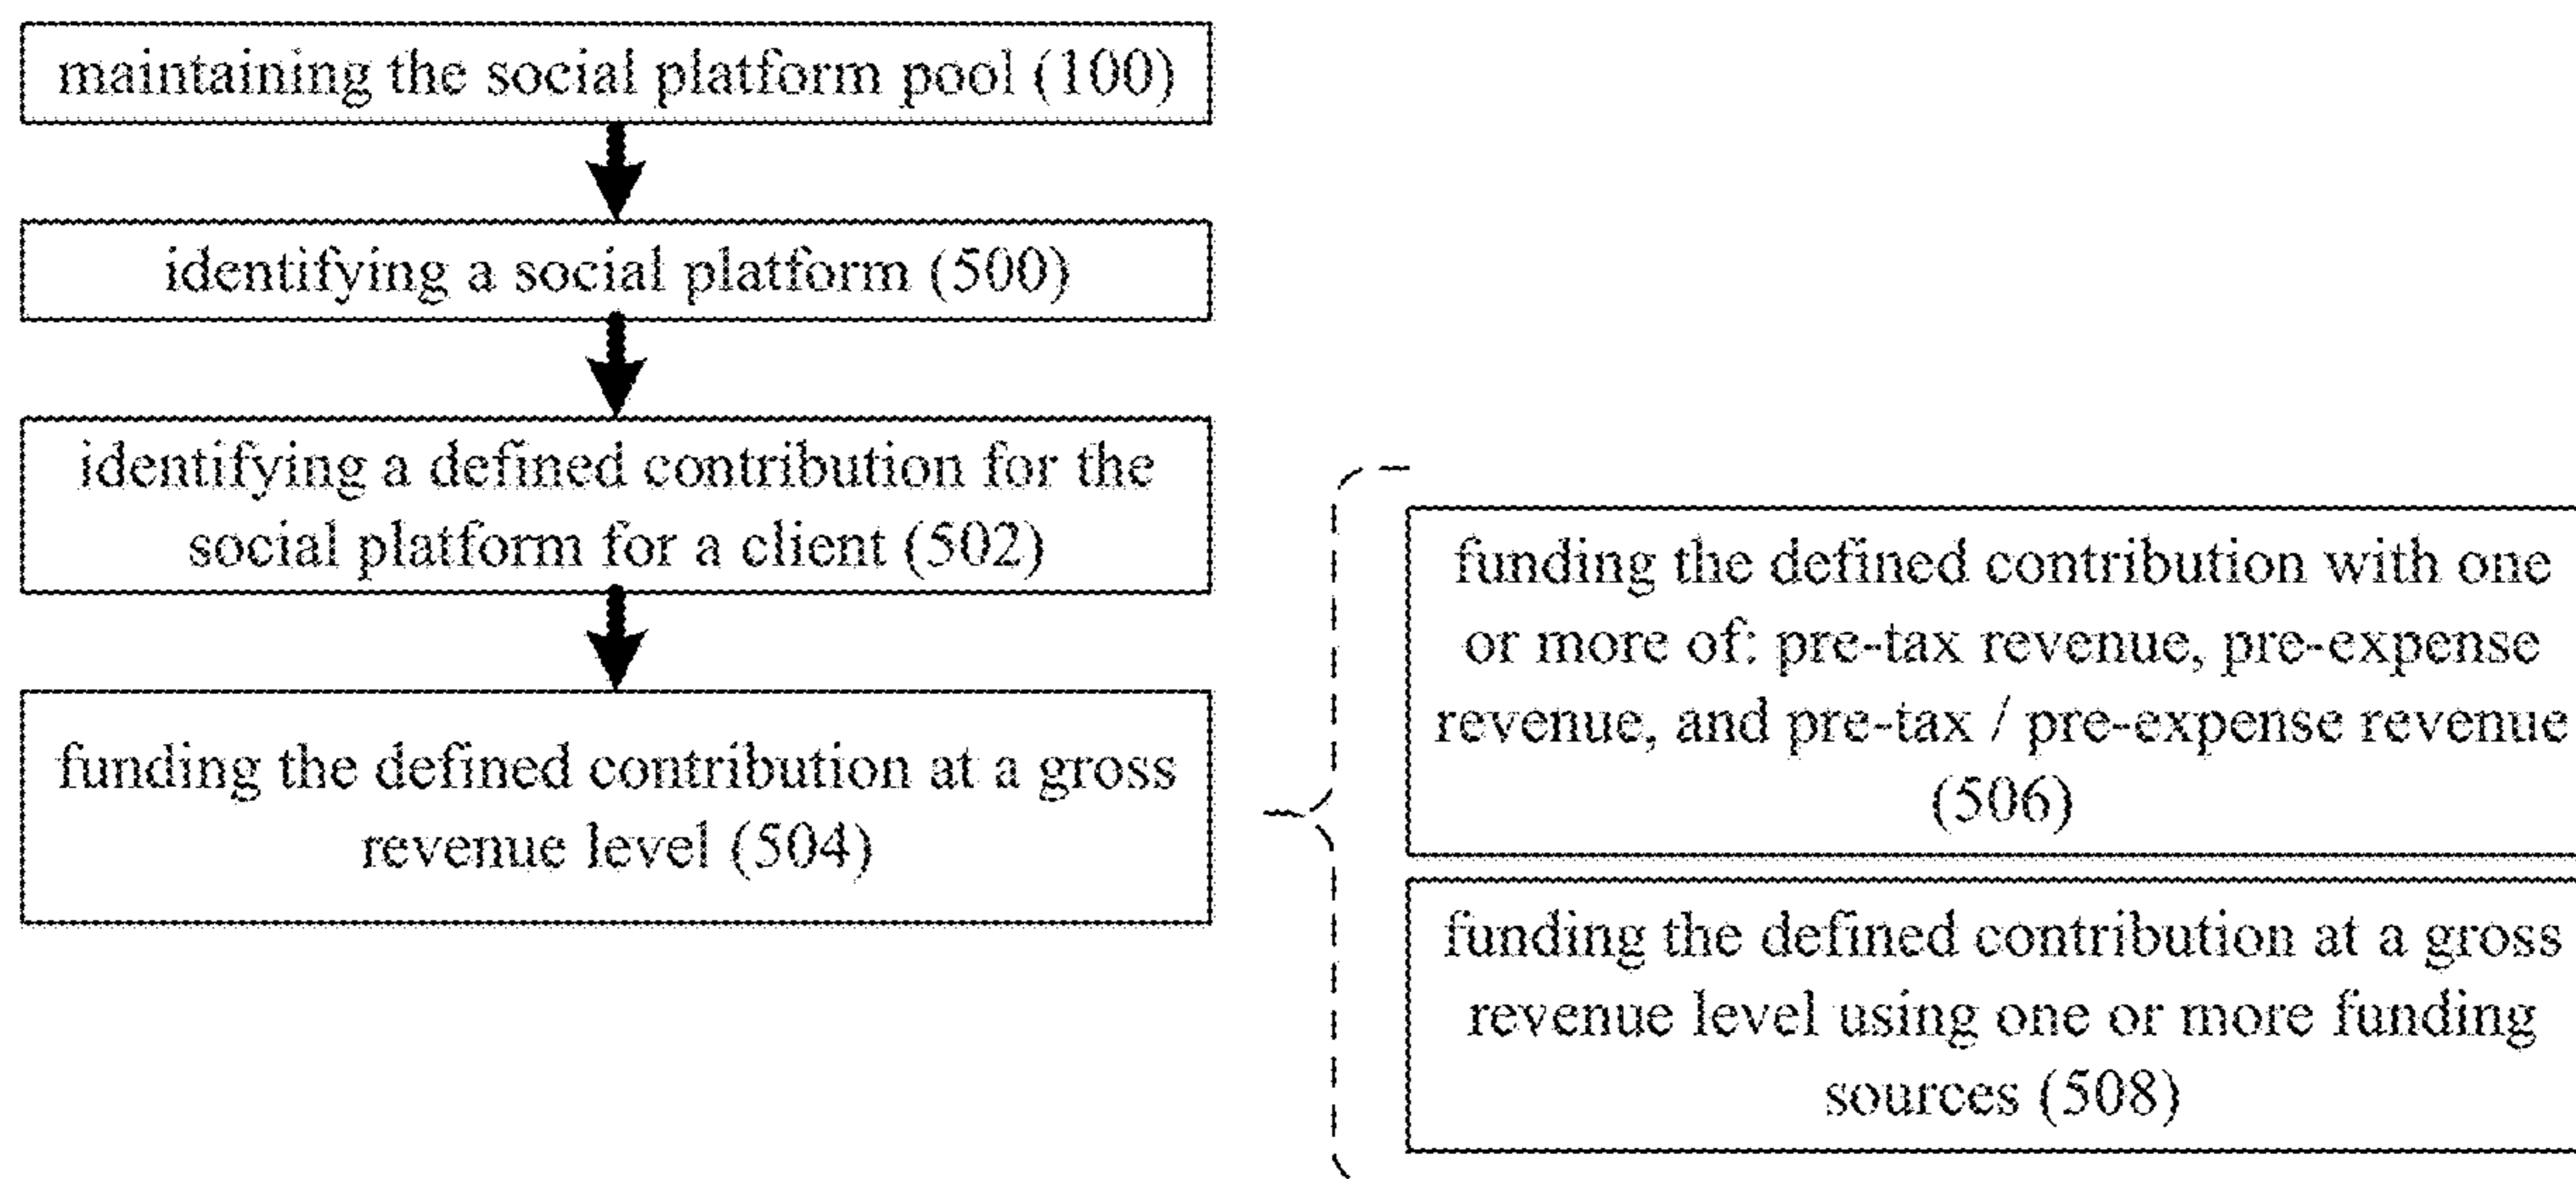 maintaining the social platform pool (100)
identifying a social platform (500)
identifying a defined contribution for the
social platform for a client (502)
funding the defined contribution at a gross
revenue level (504)
funding the defined contribution with one
or more of: pre-tax revenue, pre-expense
revenue, and pre-tax / pre-expense revenue
(506)
funding the defined contribution at a gross
revenue level using one or more funding
sources (508)